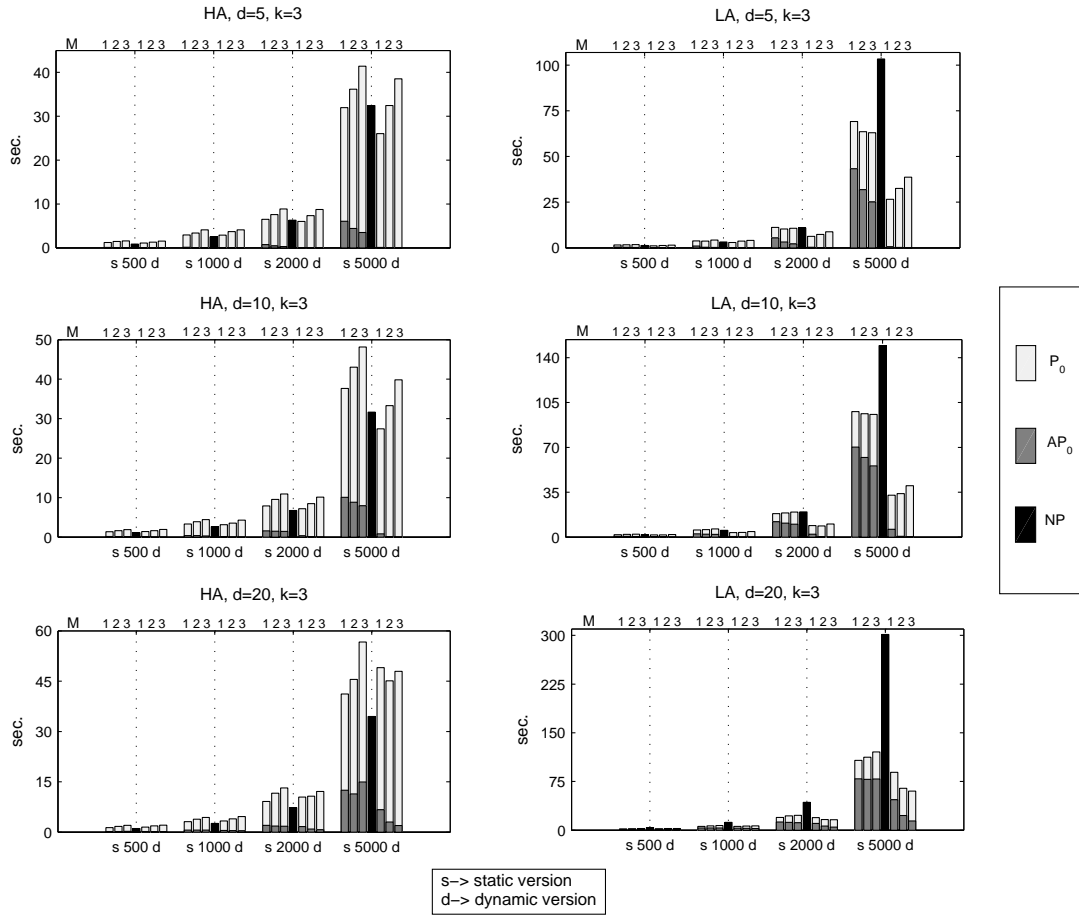 HA, d=5, k=3
M 1 2 3 1 2 3 1 2 3 1 2 3 1 2 3 1 2 3 1 2 3 1 2 3
40
30
20
10
0
sec.
s 500 d s 1000 d s 2000 d s 5000 d
LA, d=5, k=3
M 1 2 3 1 2 3 1 2 3 1 2 3 1 2 3 1 2 3 1 2 3 1 2 3
100
75
50
25
0
sec.
s 500 d s 1000 d s 2000 d s 5000 d
HA, d=10, k=3
M 1 2 3 1 2 3 1 2 3 1 2 3 1 2 3 1 2 3 1 2 3 1 2 3
50
40
30
20
10
0
sec.
s 500 d s 1000 d s 2000 d s 5000 d
LA, d=10, k=3
M 1 2 3 1 2 3 1 2 3 1 2 3 1 2 3 1 2 3 1 2 3 1 2 3
140
105
70
35
0
sec.
s 500 d s 1000 d s 2000 d s 5000 d
HA, d=20, k=3
M 1 2 3 1 2 3 1 2 3 1 2 3 1 2 3 1 2 3 1 2 3 1 2 3
60
45
30
15
0
sec.
s 500 d s 1000 d s 2000 d s 5000 d
LA, d=20, k=3
M 1 2 3 1 2 3 1 2 3 1 2 3 1 2 3 1 2 3 1 2 3 1 2 3
300
225
150
75
0
sec.
s 500 d s 1000 d s 2000 d s 5000 d
P0
AP0
NP
s–> static version
d–> dynamic version